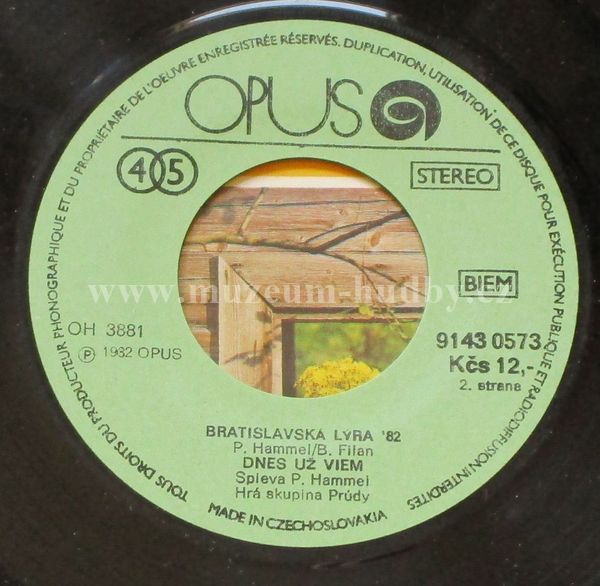 TOUS DROITS DU PRODUCTEUR PHONOGRAPHIQUE ET DU PROPRIÉTAIRE DE L'OEUVRE ENREGISTRÉE RÉSERVÉS. DUPLICATION, UTILISATION DE CE DISQUE POUR EXÉCUTION PUBLIQUE ET RADIODIFFUSION INTERDITES
OPUS
45
STEREO
BIEM
www.muzeum-hudby.cz
OH 3881
Ⓟ 1982 OPUS
9143 0573
Kčs 12,-
2. strana
BRATISLAVSKÁ LÝRA '82
P. Hammel/B. Filan
DNES UŽ VIEM
Spieva P. Hammel
Hrá skupina Prúdy
MADE IN CZECHOSLOVAKIA